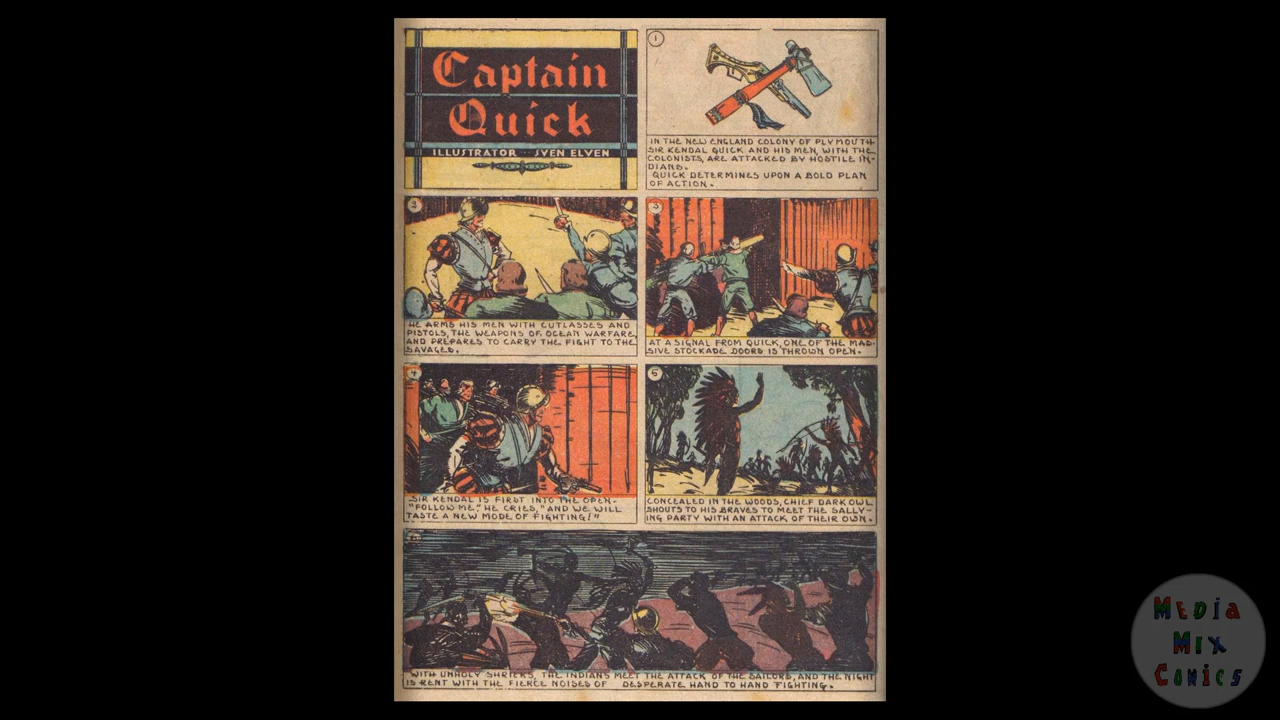 Captain
Quick
ILLUSTRATOR -- SVEN ELVEN
1
IN THE NEW ENGLAND COLONY OF PLYMOUTH
SIR KENDAL QUICK AND HIS MEN, WITH THE
COLONISTS, ARE ATTACKED BY HOSTILE IN-
DIANS.
QUICK DETERMINES UPON A BOLD PLAN
OF ACTION.
2
HE ARMS HIS MEN WITH CUTLASSES AND
PISTOLS, THE WEAPONS OF OCEAN WARFARE,
AND PREPARES TO CARRY THE FIGHT TO THE
SAVAGES.
3
AT A SIGNAL FROM QUICK, ONE OF THE MAS-
SIVE STOCKADE DOORS IS THROWN OPEN.
4
SIR KENDAL IS FIRST INTO THE OPEN-
"FOLLOW ME," HE CRIES, "AND WE WILL
TASTE A NEW MODE OF FIGHTING!"
5
CONCEALED IN THE WOODS, CHIEF DARK OWL
SHOUTS TO HIS BRAVES TO MEET THE SALLY-
ING PARTY WITH AN ATTACK OF THEIR OWN.
6
WITH UNHOLY SHRIEKS, THE INDIANS MEET THE ATTACK OF THE SAILORS, AND THE NIGHT
IS RENT WITH THE FIERCE NOISES OF DESPERATE HAND TO HAND FIGHTING.
MEDiA
MiX
COMiCS